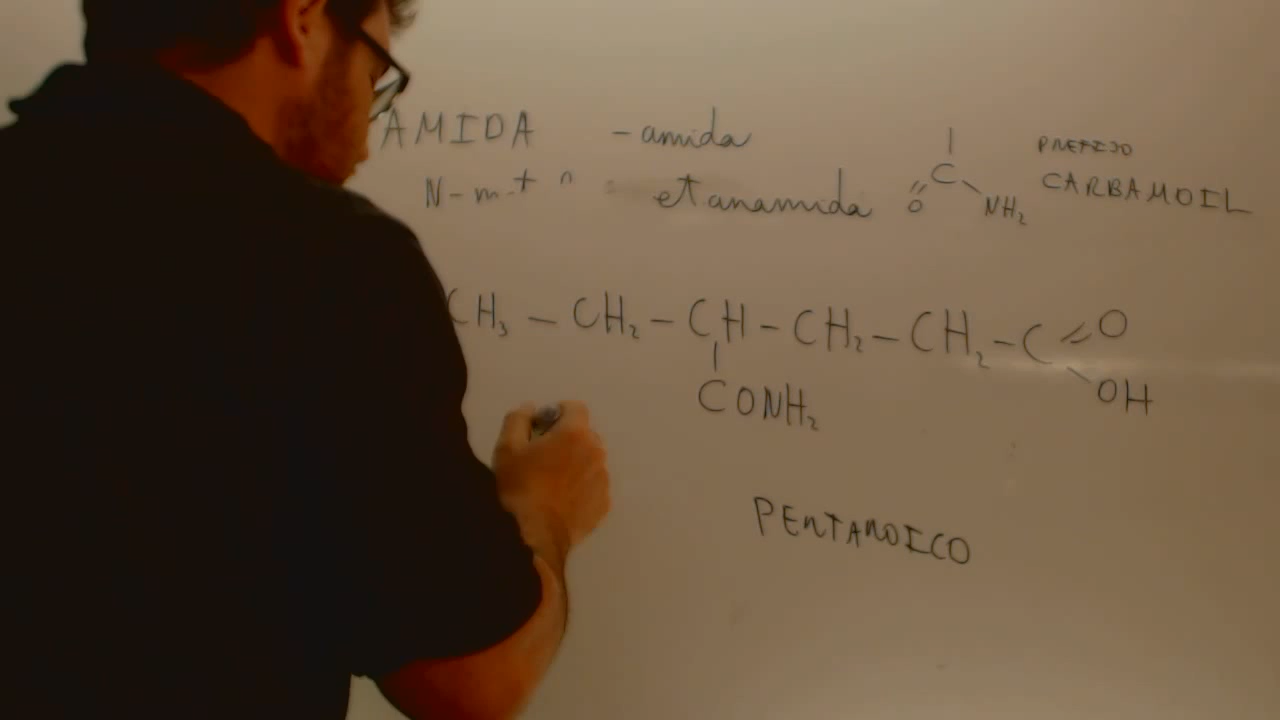 AMIDA -amida
N-m
etanamida
C
O NH₂
PREFIJO
CARBAMOIL
CH₃ – CH₂ – CH – CH₂ – CH₂ – C = O
OH
CONH₂
PENTANOICO